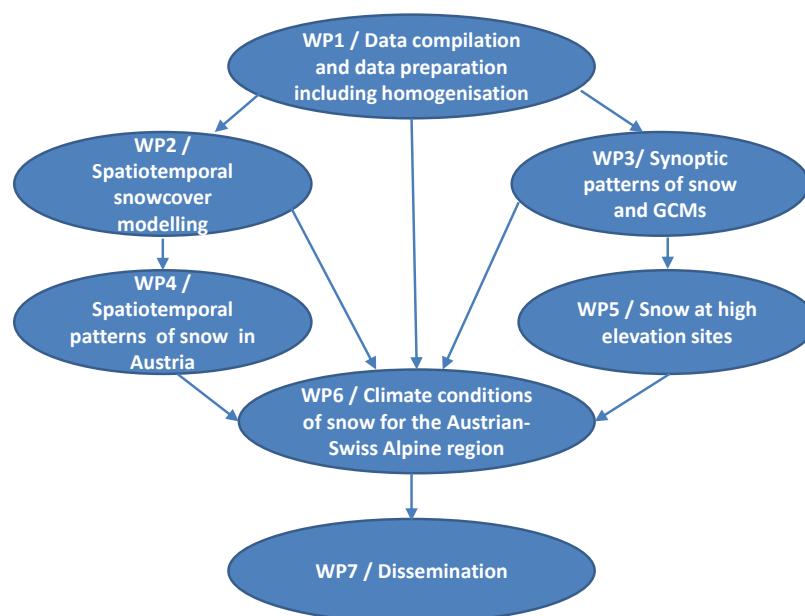 WP1 / Data compilation
and data preparation
including homogenisation
WP2 /
Spatiotemporal
snowcover
modelling
WP3/ Synoptic
patterns of snow
and GCMs
WP4 /
Spatiotemporal
patterns of snow in
Austria
WP5 / Snow at high
elevation sites
WP6 / Climate conditions
of snow for the Austrian-
Swiss Alpine region
WP7 / Dissemination